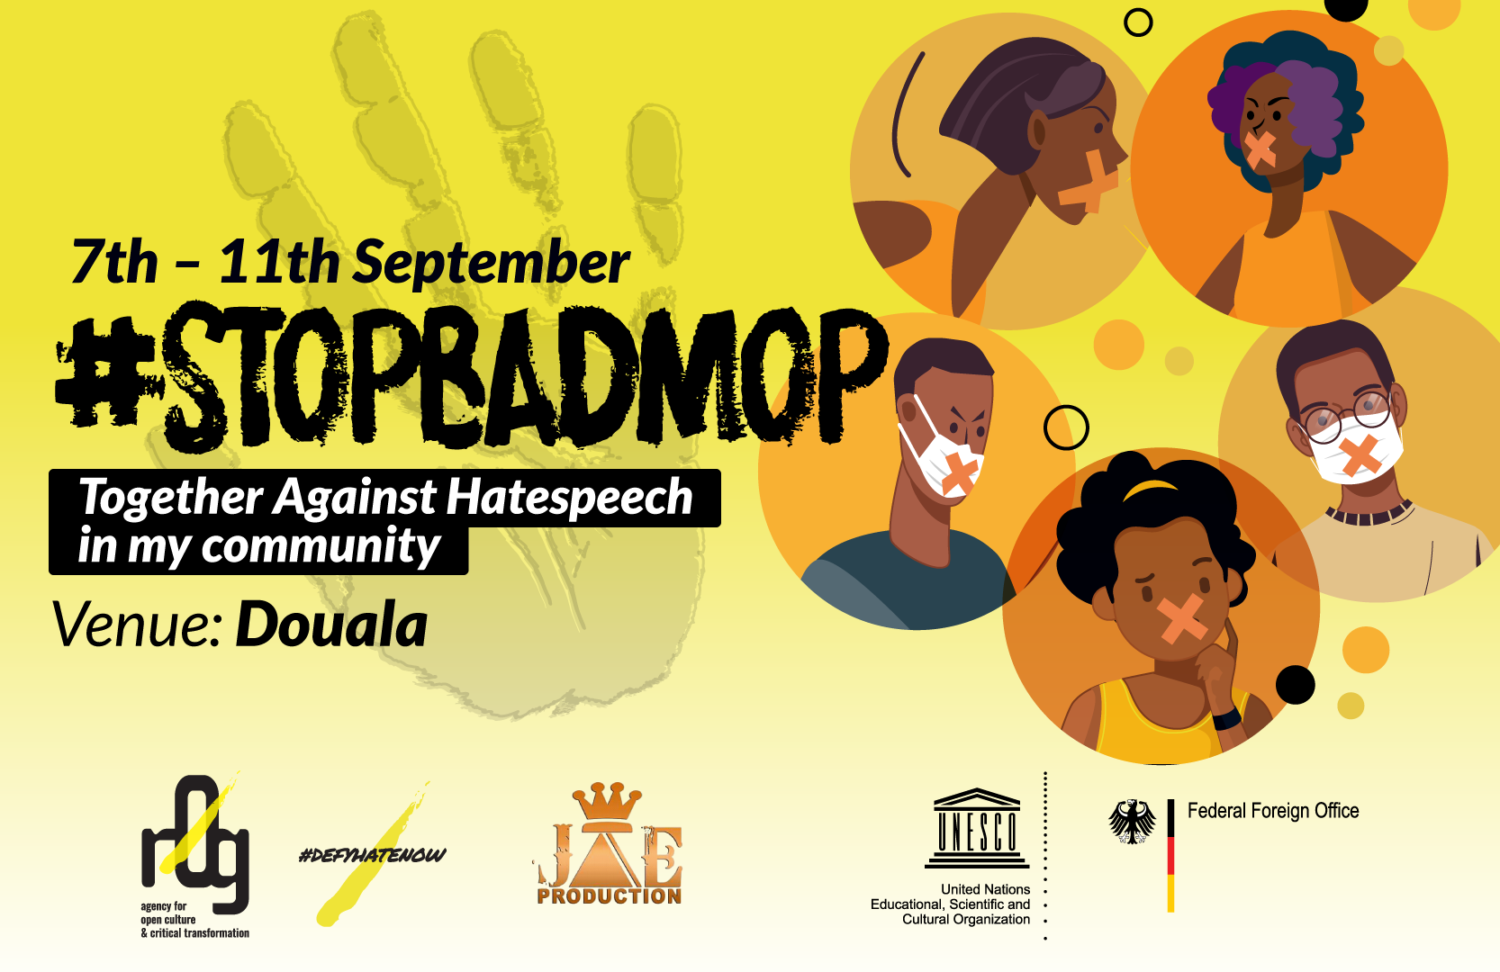 7th – 11th September
#STOPBADMOP
Together Against Hatespeech
in my community
Venue: Douala
r0g
agency for
open culture
& critical transformation
#DEFYHATENOW
JAE
PRODUCTION
UNESCO
United Nations
Educational, Scientific and
Cultural Organization
Federal Foreign Office